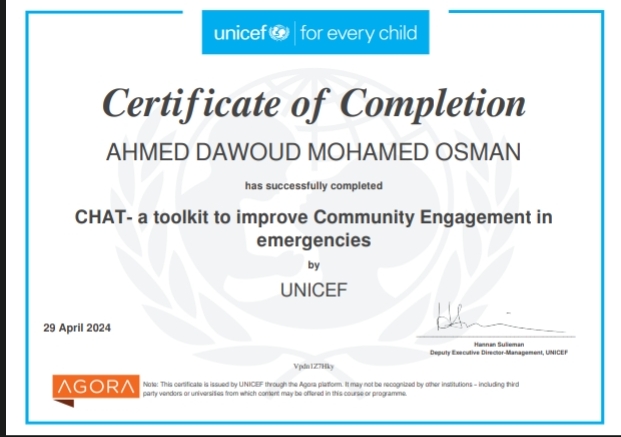 unicef | for every child
Certificate of Completion
AHMED DAWOUD MOHAMED OSMAN
has successfully completed
CHAT- a toolkit to improve Community Engagement in
emergencies
by
UNICEF
29 April 2024
Hannan Sulieman
Deputy Executive Director-Management, UNICEF
AGORA
Note: This certificate is issued by UNICEF through the Agora platform. It may not be recognized by other institutions – including third
party vendors or universities from which content may be offered in this course or programme.